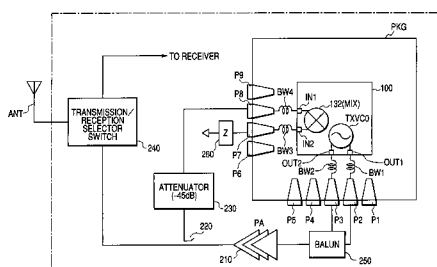 PKG
TO RECEIVER
P9
P8
BW4
IN1
132(MIX)
100
TXVCO
ANT
TRANSMISSION/
RECEPTION
SELECTOR
SWITCH
240
Z
260
P7
P6
BW3
IN2
OUT2
OUT1
BW2
BW1
ATTENUATOR
(-45dB)
230
220
P5
P4
P3
P2
P1
PA
210
BALUN
250